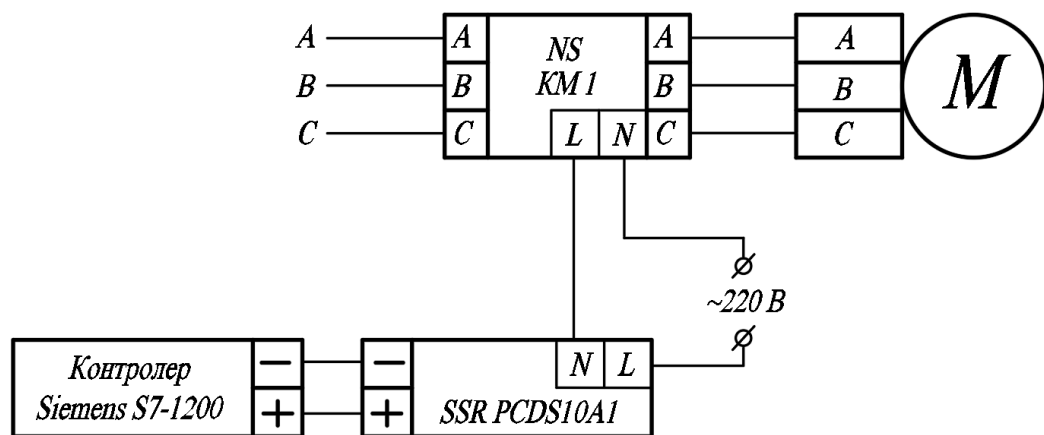 A A NS A A
B B KM 1 B B M
C C L N C C
~220 В
Контролер – – N L
Siemens S7-1200 + + SSR PCDS10A1